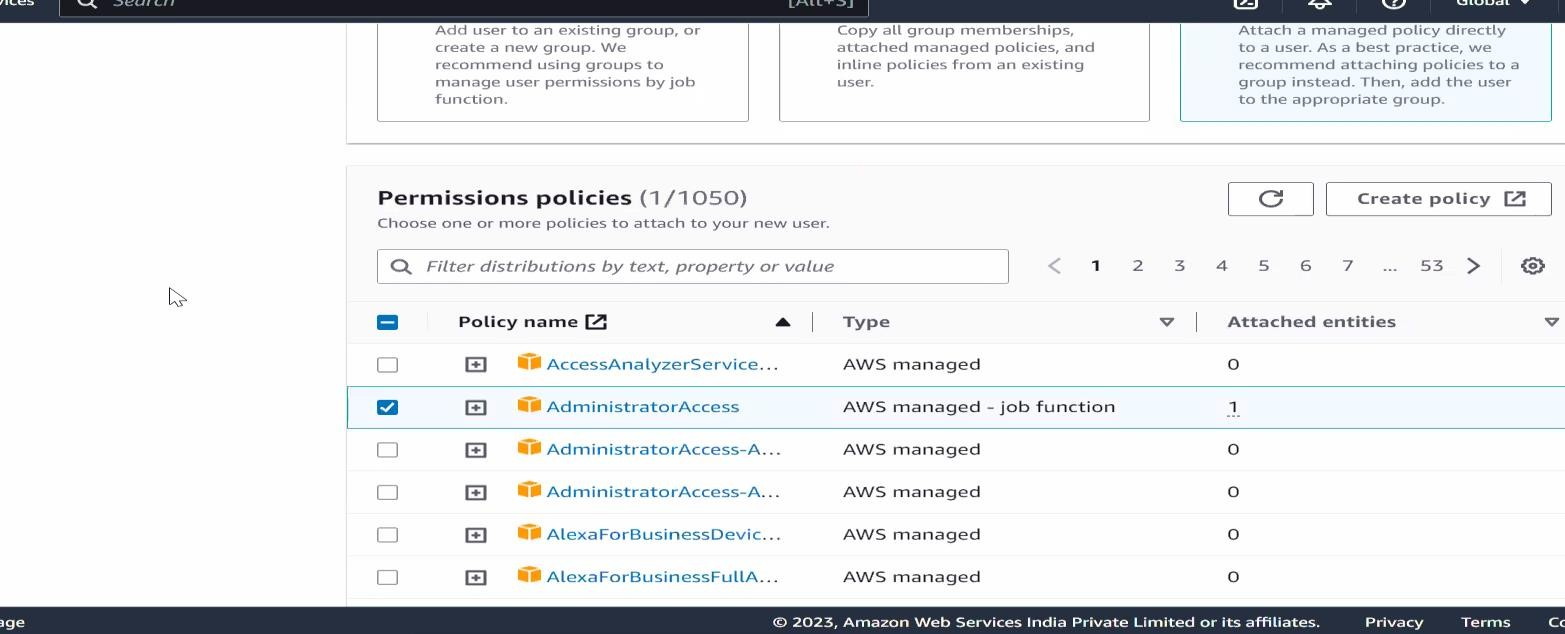 Search
[Alt+S]
Global
Add user to an existing group, or
create a new group. We
recommend using groups to
manage user permissions by job
function.
Copy all group memberships,
attached managed policies, and
inline policies from an existing
user.
Attach a managed policy directly
to a user. As a best practice, we
recommend attaching policies to a
group instead. Then, add the user
to the appropriate group.
Permissions policies (1/1050)
Create policy
Choose one or more policies to attach to your new user.
Filter distributions by text, property or value
1 2 3 4 5 6 7 ... 53
Policy name Type Attached entities
AccessAnalyzerService... AWS managed 0
AdministratorAccess AWS managed - job function 1
AdministratorAccess-A... AWS managed 0
AdministratorAccess-A... AWS managed 0
AlexaForBusinessDevic... AWS managed 0
AlexaForBusinessFullA... AWS managed 0
© 2023, Amazon Web Services India Private Limited or its affiliates. Privacy Terms